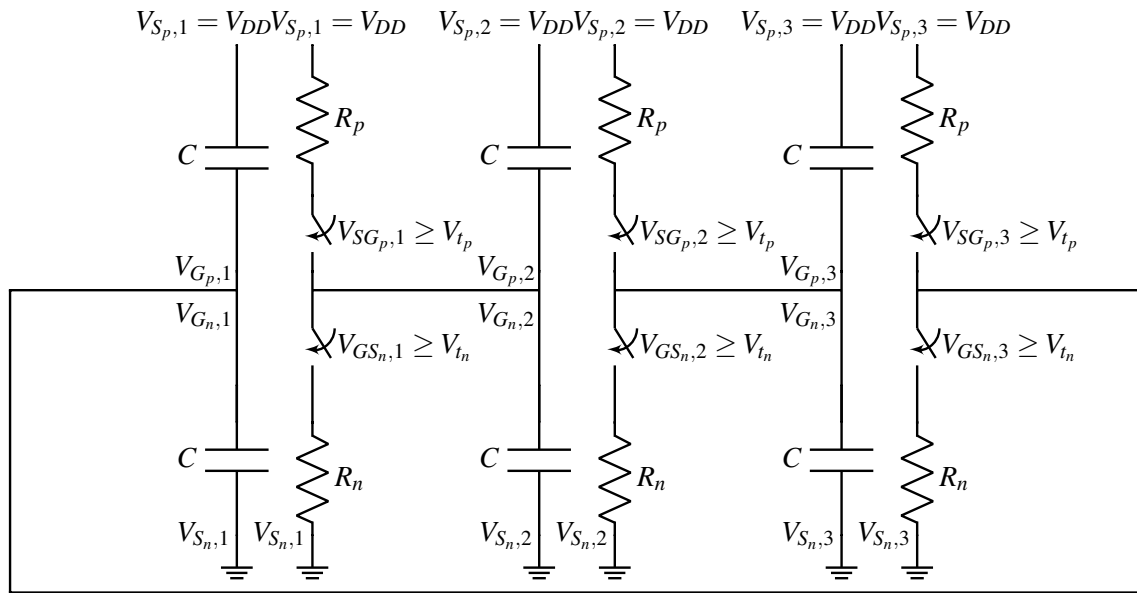 V_{S_p,1} = V_{DD} V_{S_p,1} = V_{DD} V_{S_p,2} = V_{DD} V_{S_p,2} = V_{DD} V_{S_p,3} = V_{DD} V_{S_p,3} = V_{DD}
R_p R_p R_p
C C C
V_{SG_p,1} ≥ V_{t_p} V_{SG_p,2} ≥ V_{t_p} V_{SG_p,3} ≥ V_{t_p}
V_{G_p,1} V_{G_p,2} V_{G_p,3}
V_{G_n,1} V_{G_n,2} V_{G_n,3}
V_{GS_n,1} ≥ V_{t_n} V_{GS_n,2} ≥ V_{t_n} V_{GS_n,3} ≥ V_{t_n}
C C C
R_n R_n R_n
V_{S_n,1} V_{S_n,1} V_{S_n,2} V_{S_n,2} V_{S_n,3} V_{S_n,3}